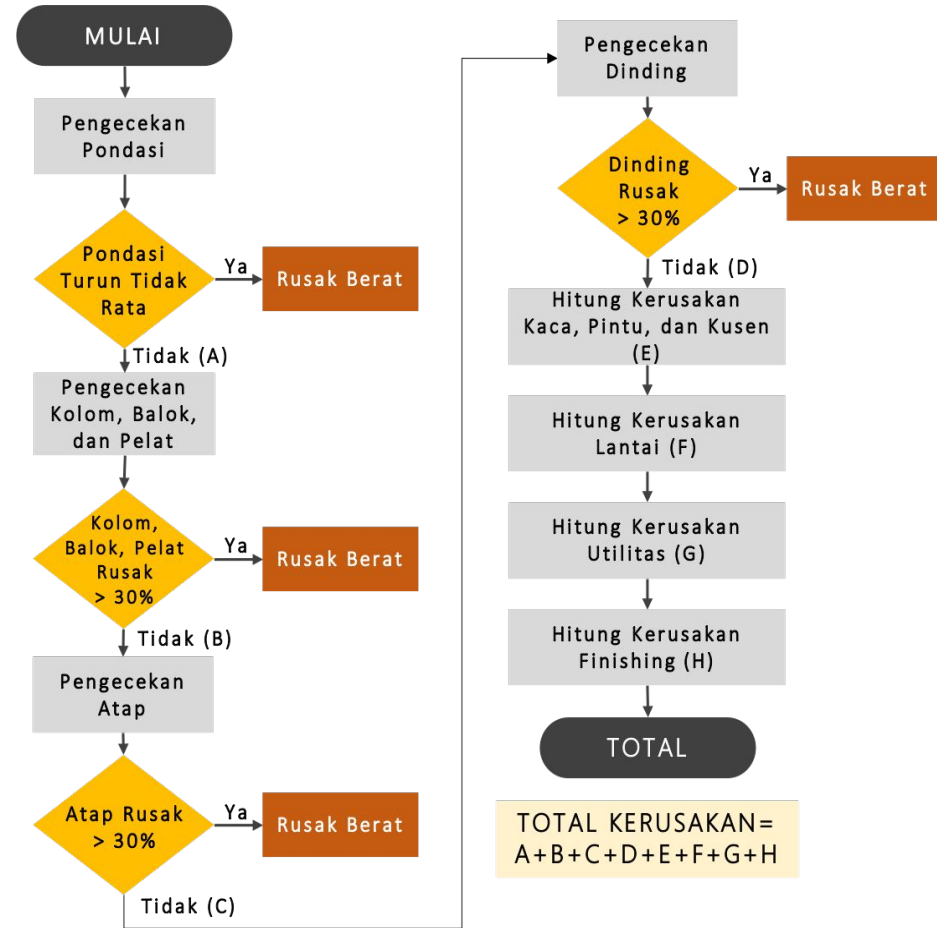 MULAI
Pengecekan
Pondasi
Pondasi
Turun Tidak
Rata
Ya
Rusak Berat
Tidak (A)
Pengecekan
Kolom, Balok,
dan Pelat
Kolom,
Balok, Pelat
Rusak
> 30%
Ya
Rusak Berat
Tidak (B)
Pengecekan
Atap
Atap Rusak
> 30%
Ya
Rusak Berat
Tidak (C)
Pengecekan
Dinding
Dinding
Rusak
> 30%
Ya
Rusak Berat
Tidak (D)
Hitung Kerusakan
Kaca, Pintu, dan Kusen
(E)
Hitung Kerusakan
Lantai (F)
Hitung Kerusakan
Utilitas (G)
Hitung Kerusakan
Finishing (H)
TOTAL
TOTAL KERUSAKAN=
A+B+C+D+E+F+G+H